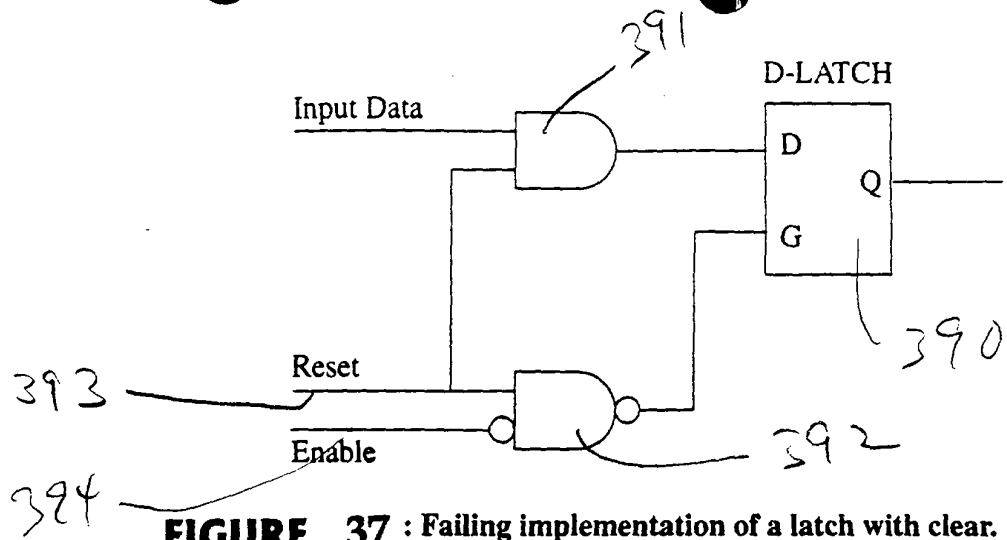 391
D-LATCH
Input Data
D
Q
G
390
Reset
393
Enable
392
394
FIGURE 37 : Failing implementation of a latch with clear.